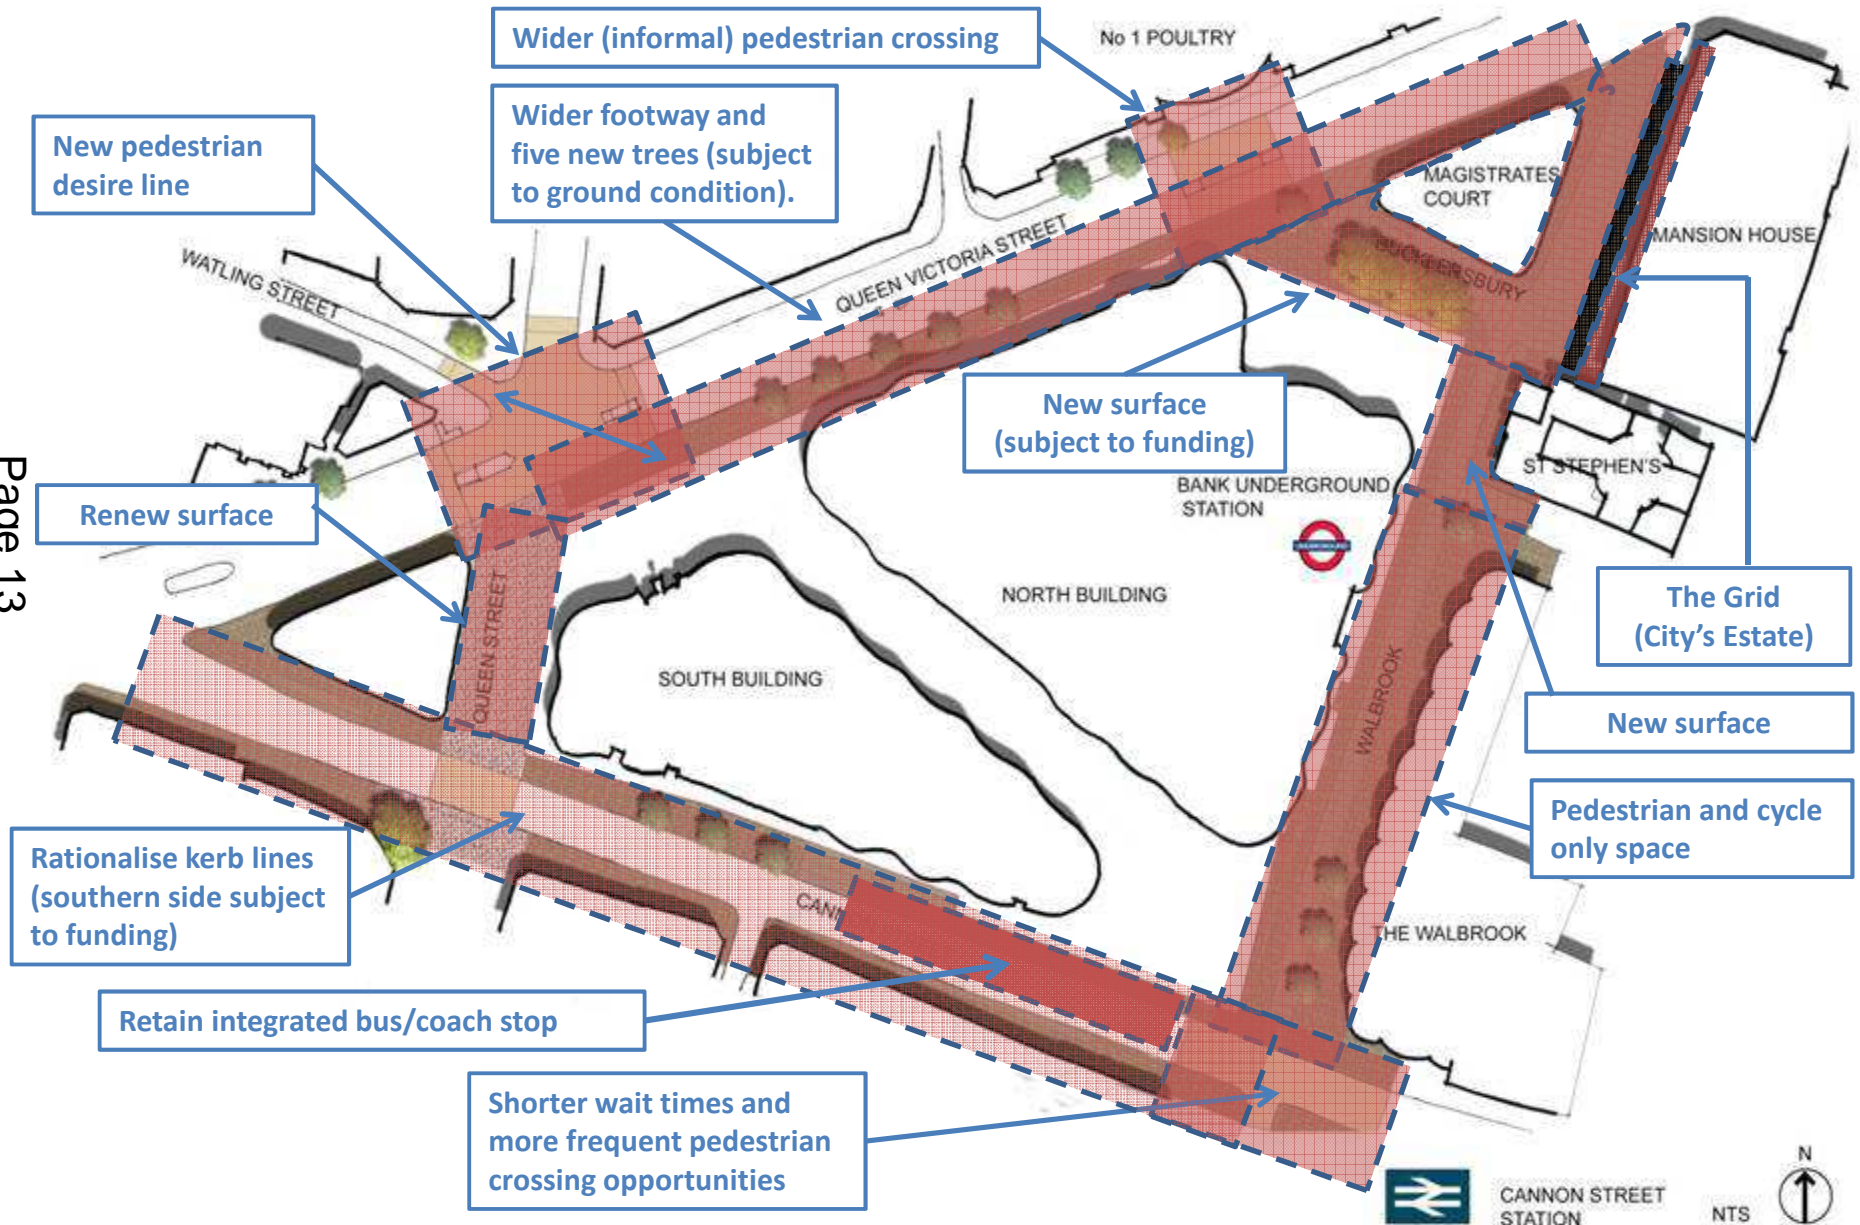 Wider (informal) pedestrian crossing
No 1 POULTRY
Wider footway and
five new trees (subject
to ground condition).
New pedestrian
desire line
MAGISTRATES
COURT
MANSION HOUSE
WATLING STREET
QUEEN VICTORIA STREET
BUCKLERSBURY
New surface
(subject to funding)
ST STEPHEN'S
BANK UNDERGROUND
STATION
Page 13
Renew surface
NORTH BUILDING
The Grid
(City's Estate)
QUEEN STREET
SOUTH BUILDING
WALBROOK
New surface
Pedestrian and cycle
only space
Rationalise kerb lines
(southern side subject
to funding)
THE WALBROOK
Retain integrated bus/coach stop
Shorter wait times and
more frequent pedestrian
crossing opportunities
CANNON STREET
STATION
NTS
N